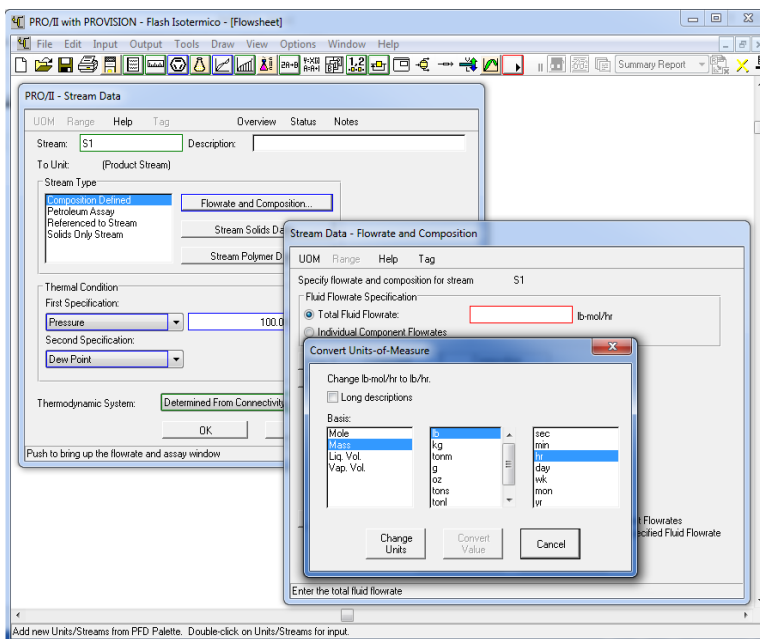 PRO/II with PROVISION - Flash Isotermico - [Flowsheet]
File Edit Input Output Tools Draw View Options Window Help
Summary Report
PRO/II - Stream Data
UOM Range Help Tag Overview Status Notes
Stream: S1 Description:
To Unit: (Product Stream)
Stream Type
Composition Defined
Petroleum Assay
Referenced to Stream
Solids Only Stream
Flowrate and Composition...
Stream Solids Da
Stream Polymer D
Thermal Condition
First Specification:
Pressure 100.0
Second Specification:
Dew Point
Thermodynamic System: Determined From Connectivity
OK
Push to bring up the flowrate and assay window
Stream Data - Flowrate and Composition
UOM Range Help Tag
Specify flowrate and composition for stream S1
Fluid Flowrate Specification
Total Fluid Flowrate: lb-mol/hr
Individual Component Flowrates
Convert Units-of-Measure
Change lb-mol/hr to lb/hr.
Long descriptions
Basis:
Mole
Mass
Liq. Vol.
Vap. Vol.
lb
kg
tonm
g
oz
tons
tonl
sec
min
hr
day
wk
mon
yr
Change Units
Convert Value
Cancel
t Flowrates
ecified Fluid Flowrate
Enter the total fluid flowrate
Add new Units/Streams from PFD Palette. Double-click on Units/Streams for input.